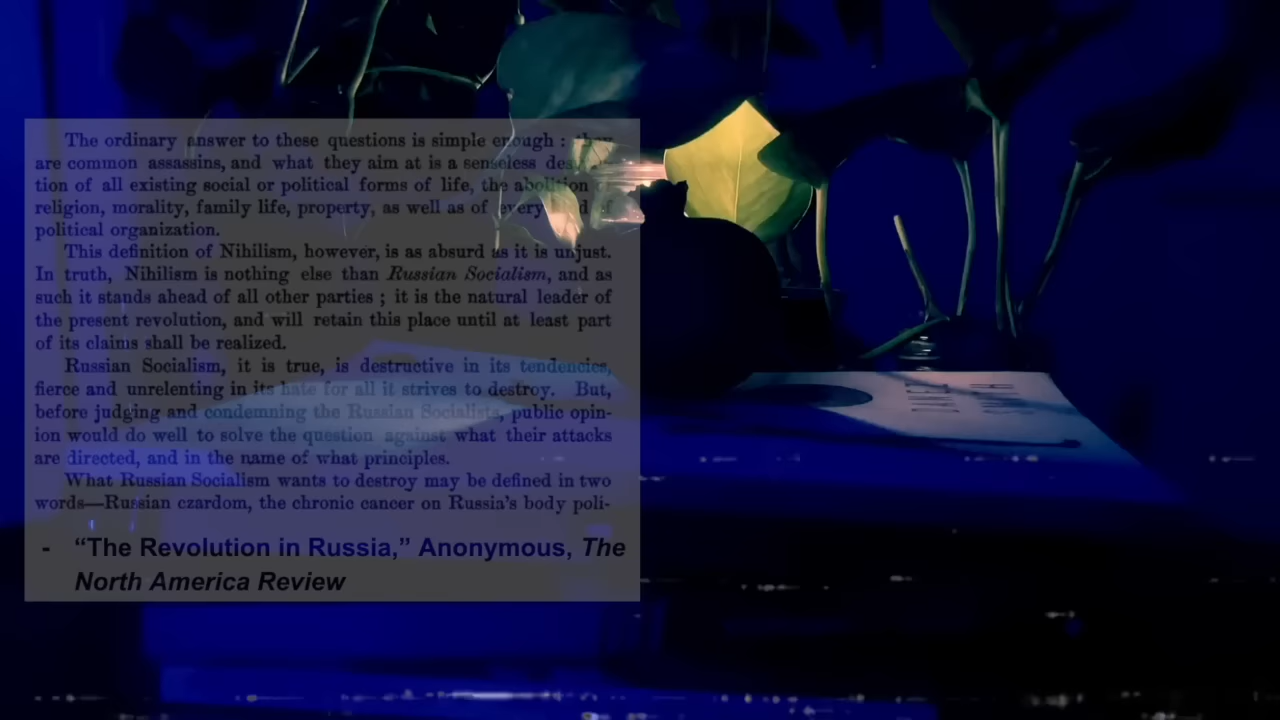 The ordinary answer to these questions is simple enough : they
are common assassins, and what they aim at is a senseless des
tion of all existing social or political forms of life, the abolition
religion, morality, family life, property, as well as of every
political organization.
This definition of Nihilism, however, is as absurd as it is unjust.
In truth, Nihilism is nothing else than Russian Socialism, and as
such it stands ahead of all other parties ; it is the natural leader of
the present revolution, and will retain this place until at least part
of its claims shall be realized.
Russian Socialism, it is true, is destructive in its tendencies,
fierce and unrelenting in its hate for all it strives to destroy. But,
before judging and condemning the Russian Socialists, public opin-
ion would do well to solve the question against what their attacks
are directed, and in the name of what principles.
What Russian Socialism wants to destroy may be defined in two
words—Russian czardom, the chronic cancer on Russia's body poli-
- “The Revolution in Russia,” Anonymous, The
North America Review